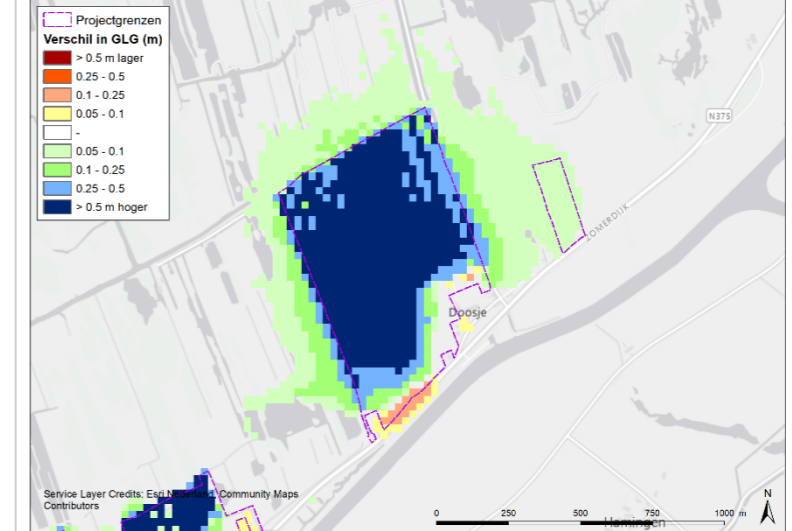 Projectgrenzen
Verschil in GLG (m)
> 0.5 m lager
0.25 - 0.5
0.1 - 0.25
0.05 - 0.1
-
0.05 - 0.1
0.1 - 0.25
0.25 - 0.5
> 0.5 m hoger
N375
ZOMERDIJK
Doosje
Service Layer Credits: Esri Nederland, Community Maps
Contributors
0 250 500 750 1000 m
N
Hamingen